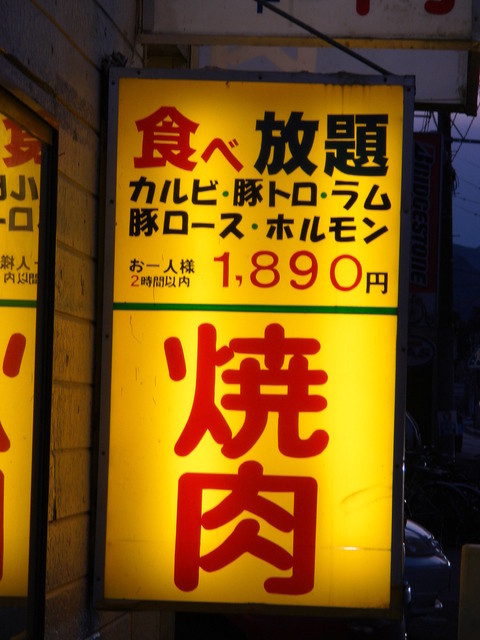 食べ放題
カルビ・豚トロ・ラム
豚ロース・ホルモン
お一人様
2時間以内
1,890円
焼
肉
BRIDGESTONE